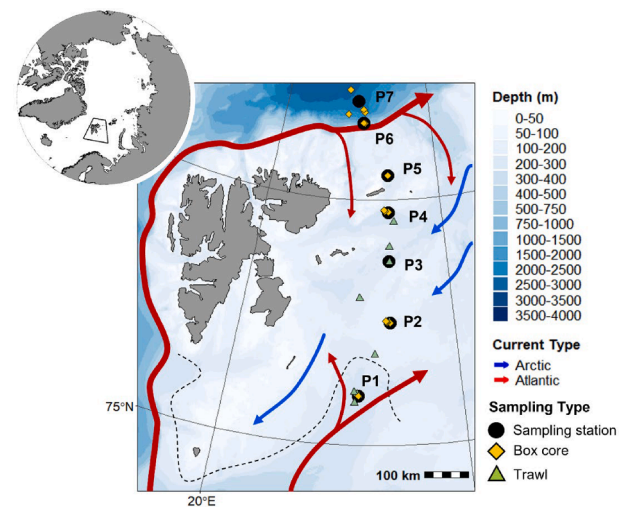 P7
P6
P5
P4
P3
P2
P1
75°N
20°E
100 km
Depth (m)
0-50
50-100
100-200
200-300
300-400
400-500
500-750
750-1000
1000-1500
1500-2000
2000-2500
2500-3000
3000-3500
3500-4000
Current Type
Arctic
Atlantic
Sampling Type
Sampling station
Box core
Trawl